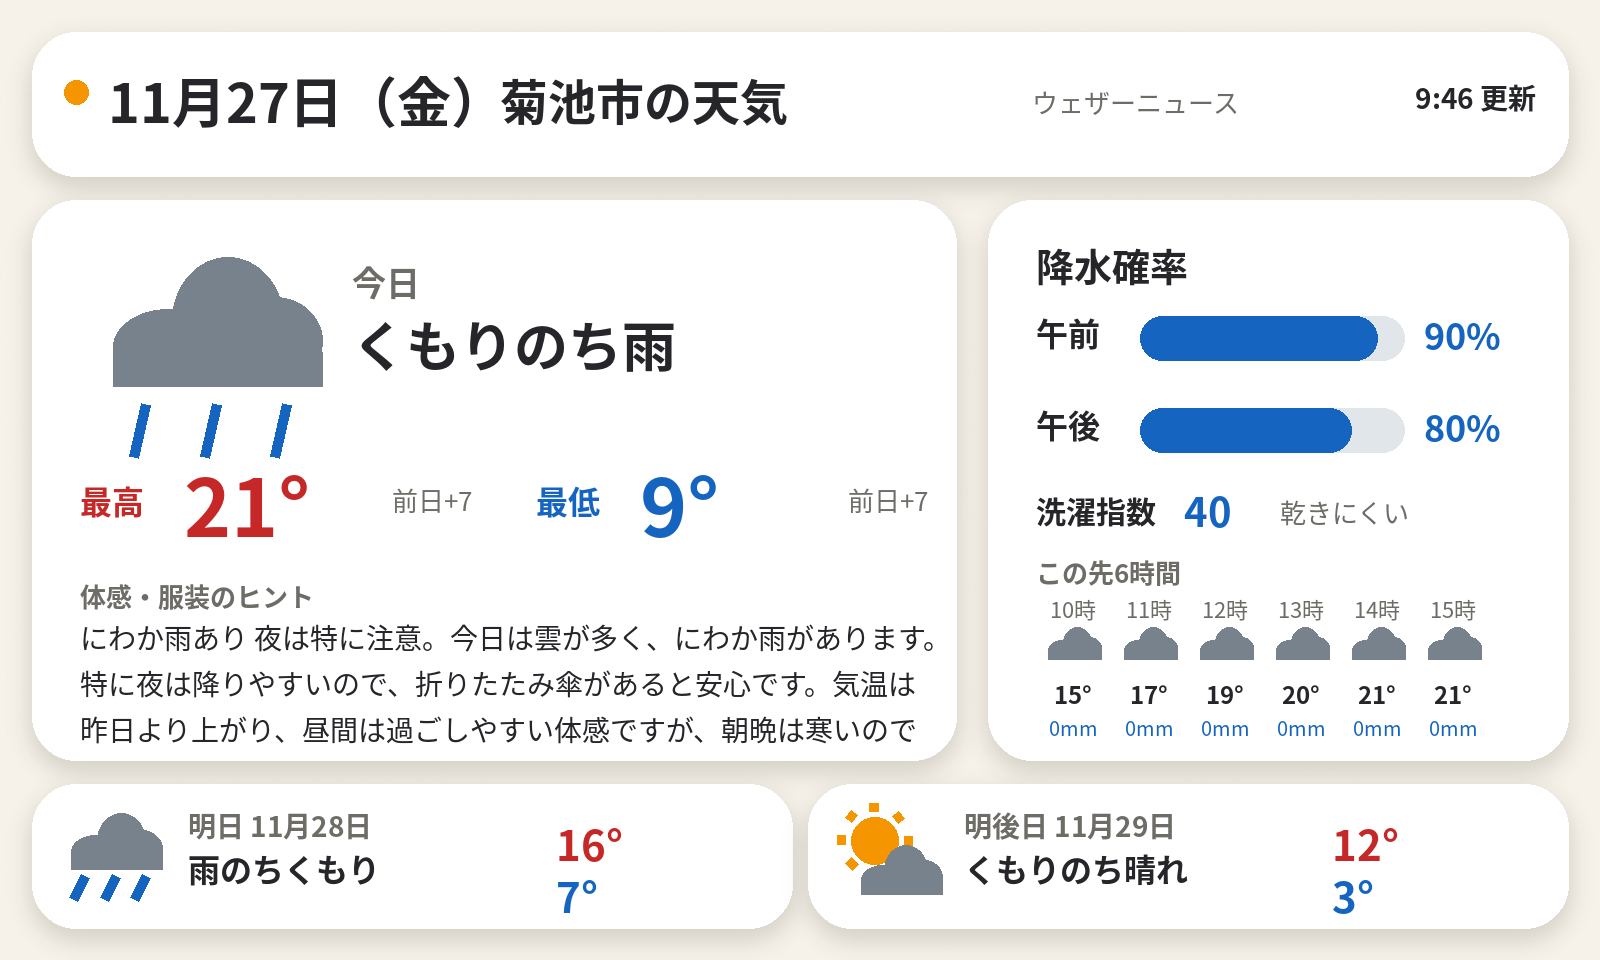 11月27日（金）菊池市の天気
ウェザーニュース
9:46 更新
今日
くもりのち雨
最高 21° 前日+7 最低 9° 前日+7
体感・服装のヒント
にわか雨あり 夜は特に注意。今日は雲が多く、にわか雨があります。
特に夜は降りやすいので、折りたたみ傘があると安心です。気温は
昨日より上がり、昼間は過ごしやすい体感ですが、朝晩は寒いので
降水確率
午前 90%
午後 80%
洗濯指数 40 乾きにくい
この先6時間
10時 11時 12時 13時 14時 15時
15° 17° 19° 20° 21° 21°
0mm 0mm 0mm 0mm 0mm 0mm
明日 11月28日
雨のちくもり
16°
7°
明後日 11月29日
くもりのち晴れ
12°
3°